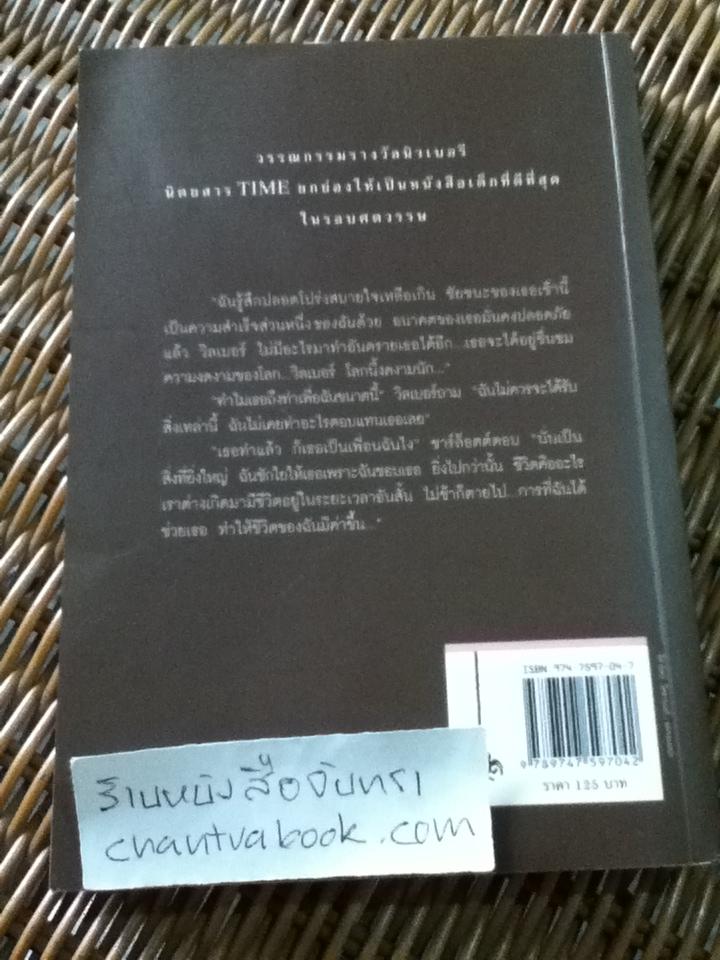 วรรณกรรมรางวัลนิวเบอรี
นิตยสาร TIME ยกย่องให้เป็นหนังสือเด็กที่ดีที่สุด
ในรอบศตวรรษ
"ฉันรู้สึกปลอดโปร่งสบายใจเหลือเกิน ชัยชนะของเธอเช้านี้
เป็นความสำเร็จส่วนหนึ่งของฉันด้วย อนาคตของเธอมั่นคงปลอดภัย
แล้ว วิลเบอร์ ไม่มีอะไรมาทำอันตรายเธอได้อีก...เธอจะได้อยู่ชื่นชม
ความงดงามของโลก...วิลเบอร์ โลกนี้งดงามนัก..."
"ทำไมเธอถึงทำเพื่อฉันขนาดนี้" วิลเบอร์ถาม "ฉันไม่ควรจะได้รับ
สิ่งเหล่านี้ ฉันไม่เคยทำอะไรตอบแทนเธอเลย"
"เธอทำแล้ว ก็เธอเป็นเพื่อนฉันไง" ชาร์ล็อตต์ตอบ "นั่นเป็น
สิ่งที่ยิ่งใหญ่ ฉันชักใยให้เธอเพราะฉันชอบเธอ ยิ่งไปกว่านั้น ชีวิตคืออะไร
เราต่างเกิดมามีชีวิตอยู่ในระยะเวลาอันสั้น ไม่ช้าก็ตายไป...การที่ฉันได้
ช่วยเธอ ทำให้ชีวิตของฉันมีค่าขึ้น..."
ISBN 974-7597-04-7
9 789747 597042
ราคา 125 บาท
ร้านหนังสือจันทรา
chantrabook.com